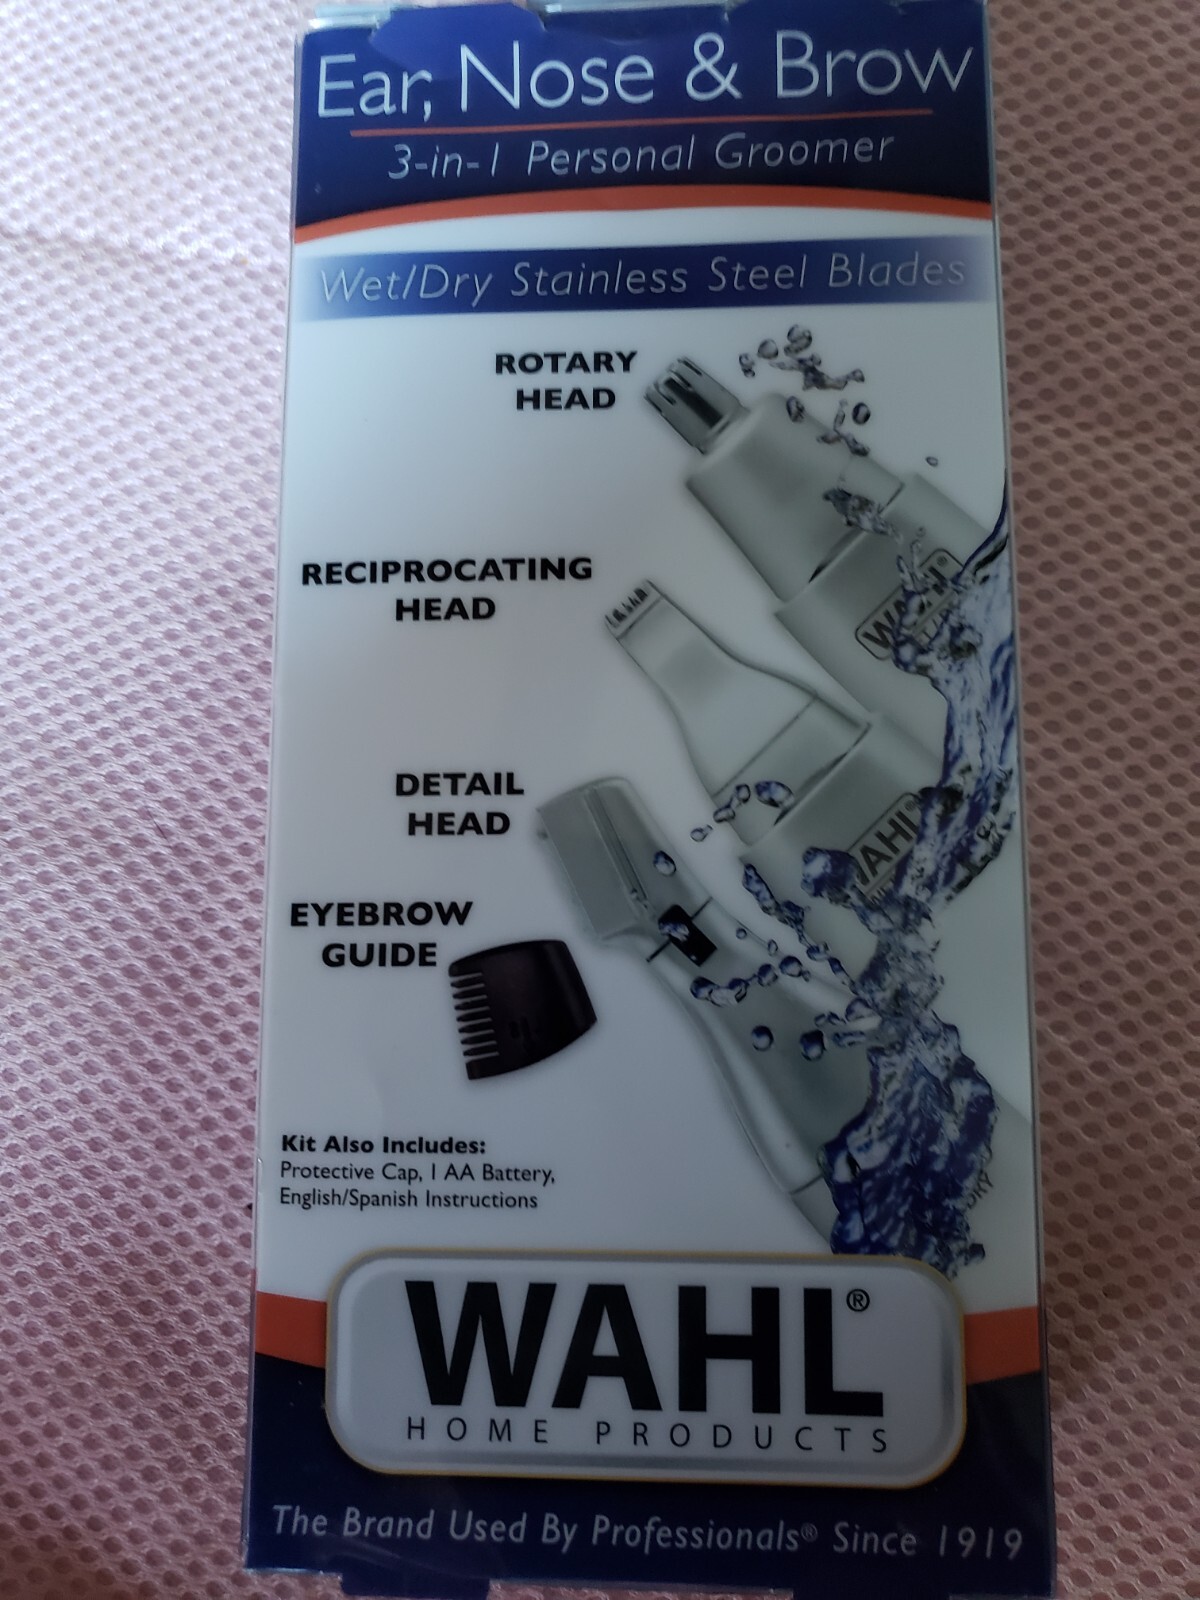 Ear, Nose & Brow
3-in-1 Personal Groomer
Wet/Dry Stainless Steel Blades
ROTARY
HEAD
WAHL®
RECIPROCATING
HEAD
WAHL
DETAIL
HEAD
EYEBROW
GUIDE
Kit Also Includes:
Protective Cap, 1 AA Battery,
English/Spanish Instructions
WAHL®
HOME PRODUCTS
The Brand Used By Professionals® Since 1919